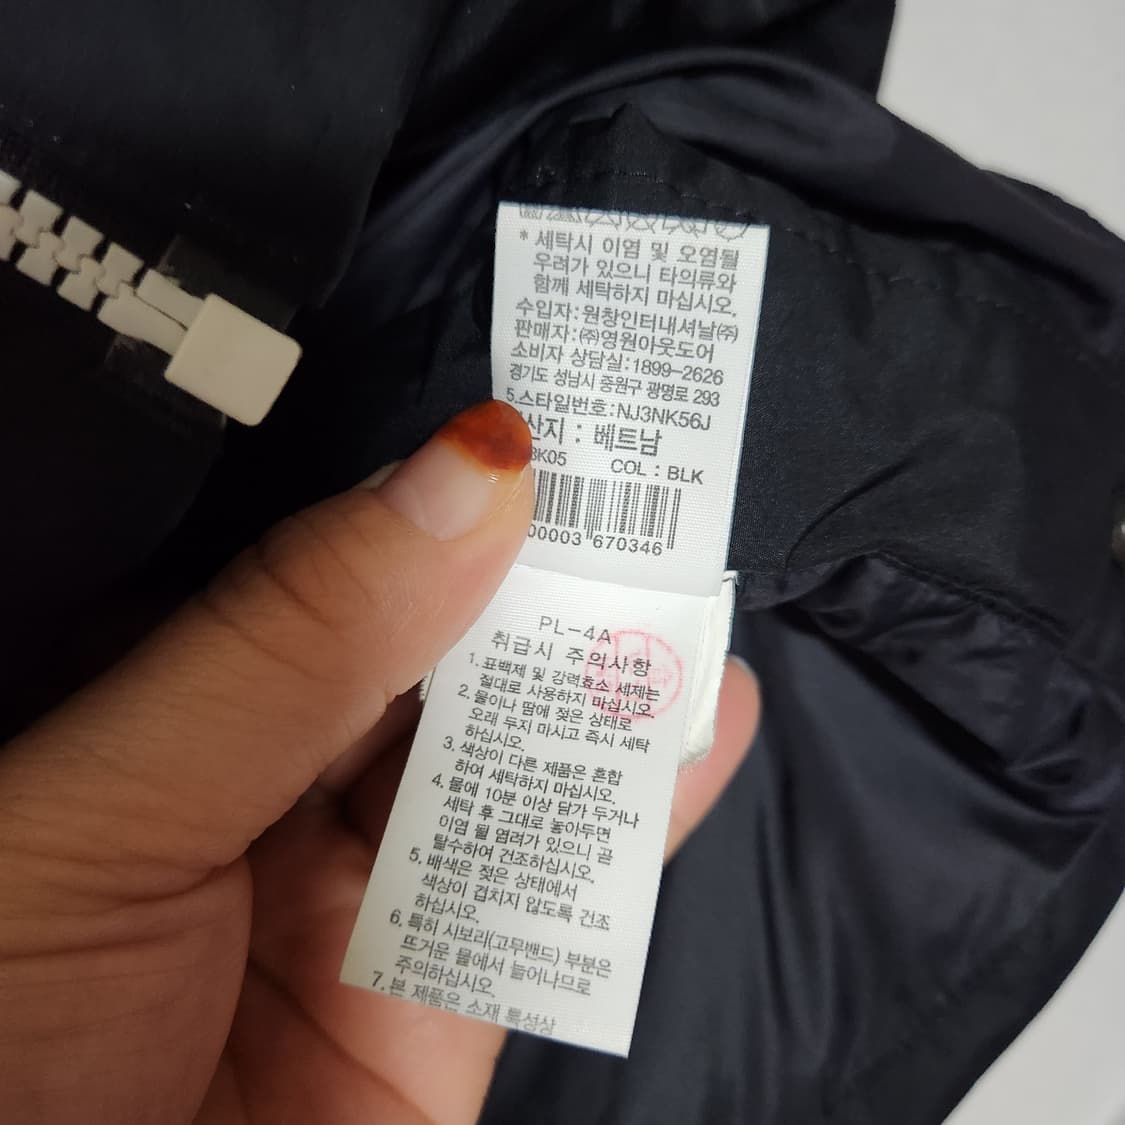 * 세탁시 이염 및 오염될
우려가 있으니 타의류와
함께 세탁하지 마십시오.
수입자:원창인터내셔날(주)
판매자:(주)영원아웃도어
소비자 상담실:1899-2626
경기도 성남시 중원구 광명로 293
5.스타일번호:NJ3NK56J
산지 : 베트남
BK05 COL : BLK
00003 670346
PL-4A
취급시 주의사항
1. 표백제 및 강력효소 세제는
절대로 사용하지 마십시오.
2. 물이나 땀에 젖은 상태로
오래 두지 마시고 즉시 세탁
하십시오.
3. 색상이 다른 제품은 혼합
하여 세탁하지 마십시오.
4. 물에 10분 이상 담가 두거나
세탁 후 그대로 놓아두면
이염 될 염려가 있으니 곧
탈수하여 건조하십시오.
5. 배색은 젖은 상태에서
색상이 겹치지 않도록 건조
하십시오.
6. 특히 시보리(고무밴드) 부분은
뜨거운 물에서 늘어나므로
주의하십시오.
7. 본 제품은 소재 특성상